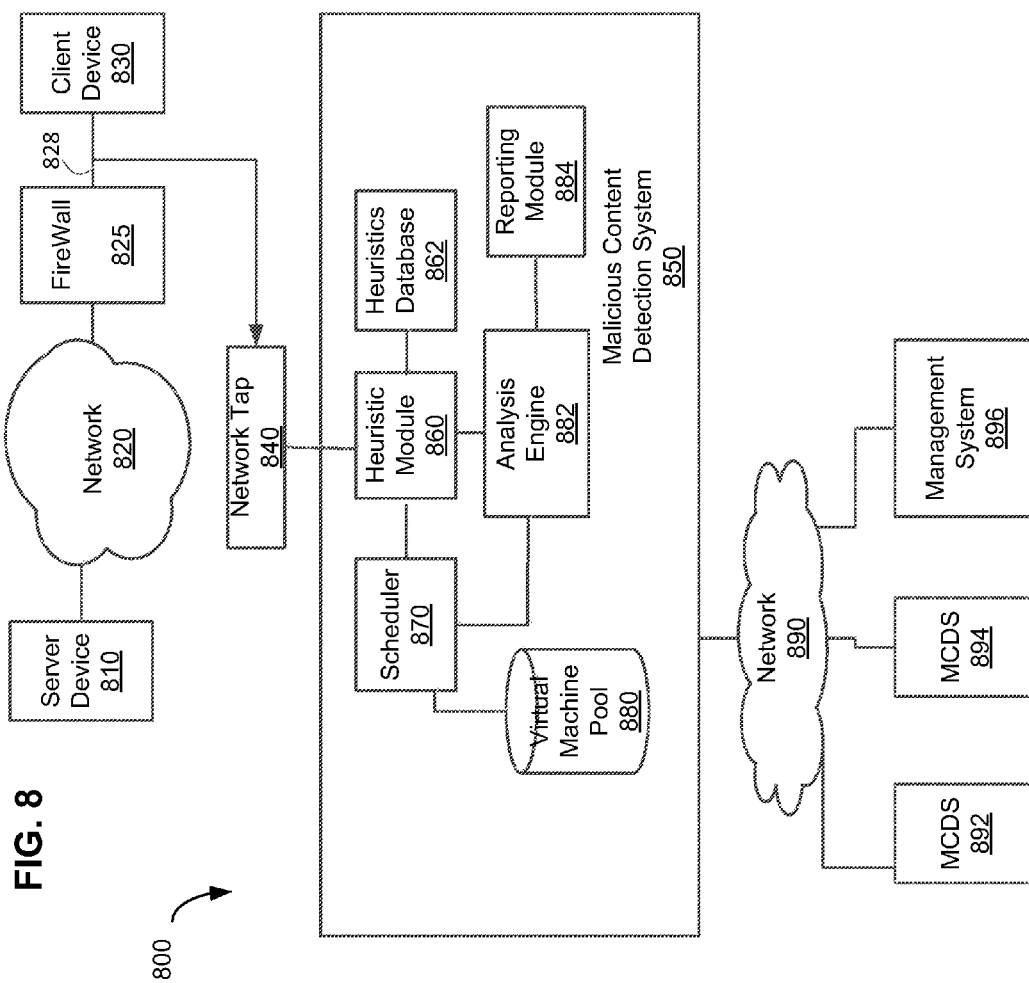 FIG. 8
800
Server
Device
810
Network
820
FireWall
825
828
Client
Device
830
Network Tap
840
Scheduler
870
Heuristic
Module
860
Heuristics
Database
862
Virtual
Machine
Pool
880
Analysis
Engine
882
Reporting
Module
884
Malicious Content
Detection System
850
Network
890
MCDS
892
MCDS
894
Management
System
896